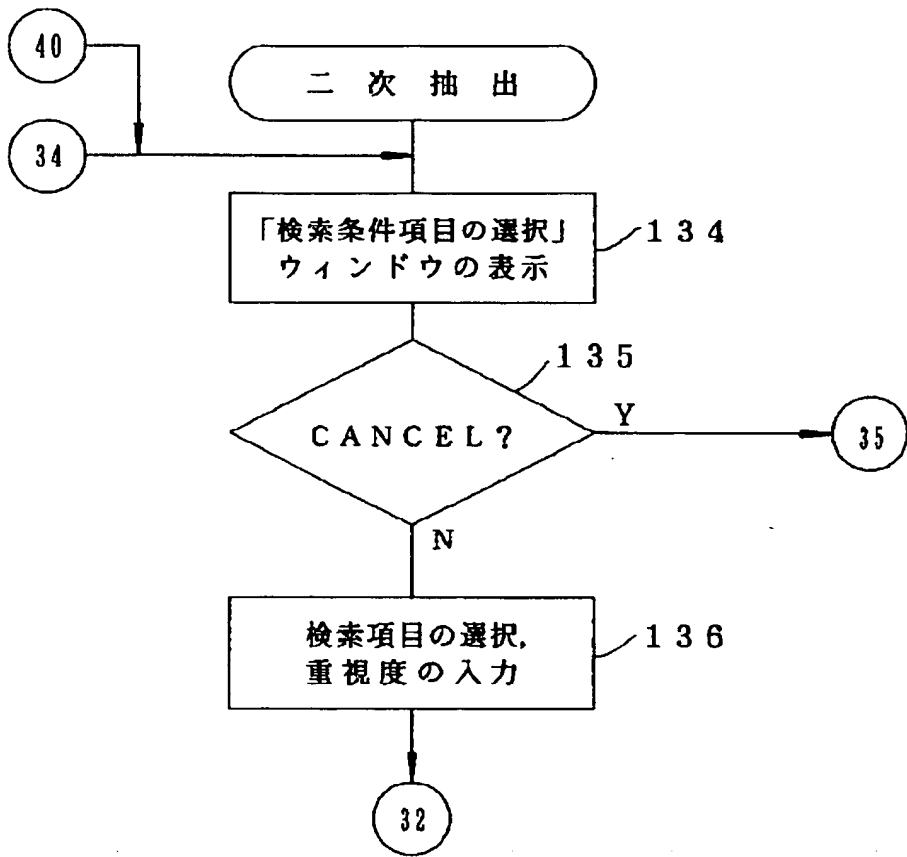 40
二次抽出
34
「検索条件項目の選択」
ウィンドウの表示
134
135
CANCEL?
Y
35
N
検索項目の選択,
重視度の入力
136
32